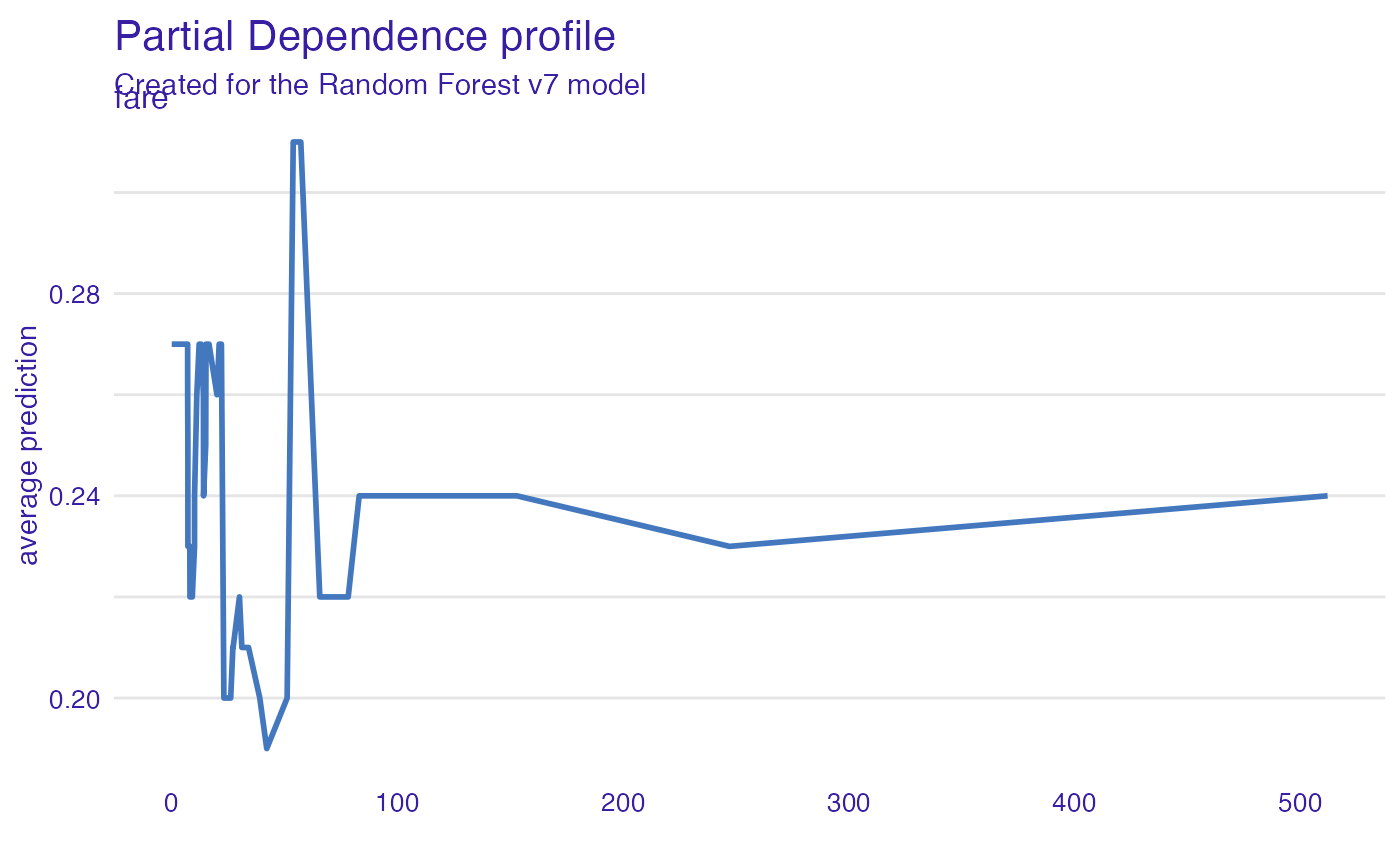 Partial Dependence profile
Created for the Random Forest v7 model
fare
average prediction
0.28
0.24
0.20
0 100 200 300 400 500